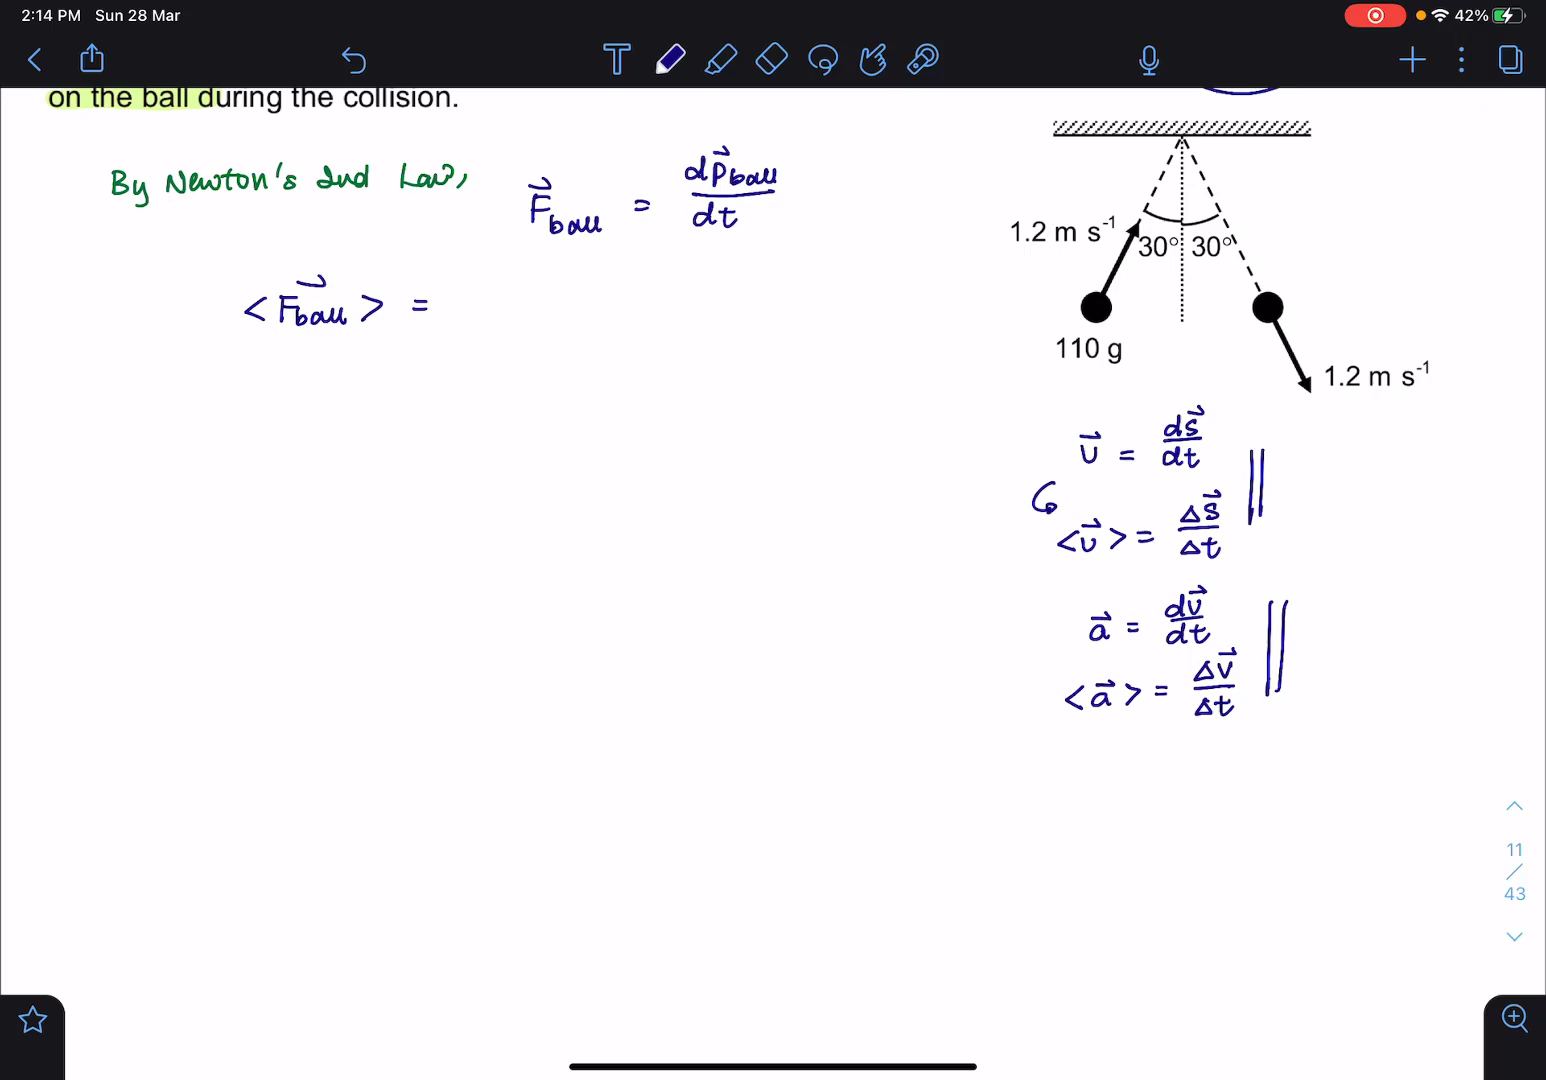 2:14 PM Sun 28 Mar
42%
on the ball during the collision.
By Newton's 2nd Law, F⃗ball = dp⃗ball/dt
<F⃗ball> =
1.2 m s⁻¹
30° 30°
110 g
1.2 m s⁻¹
v⃗ = ds⃗/dt
<v⃗> = Δs⃗/Δt
a⃗ = dv⃗/dt
<a⃗> = Δv⃗/Δt
11
/
43